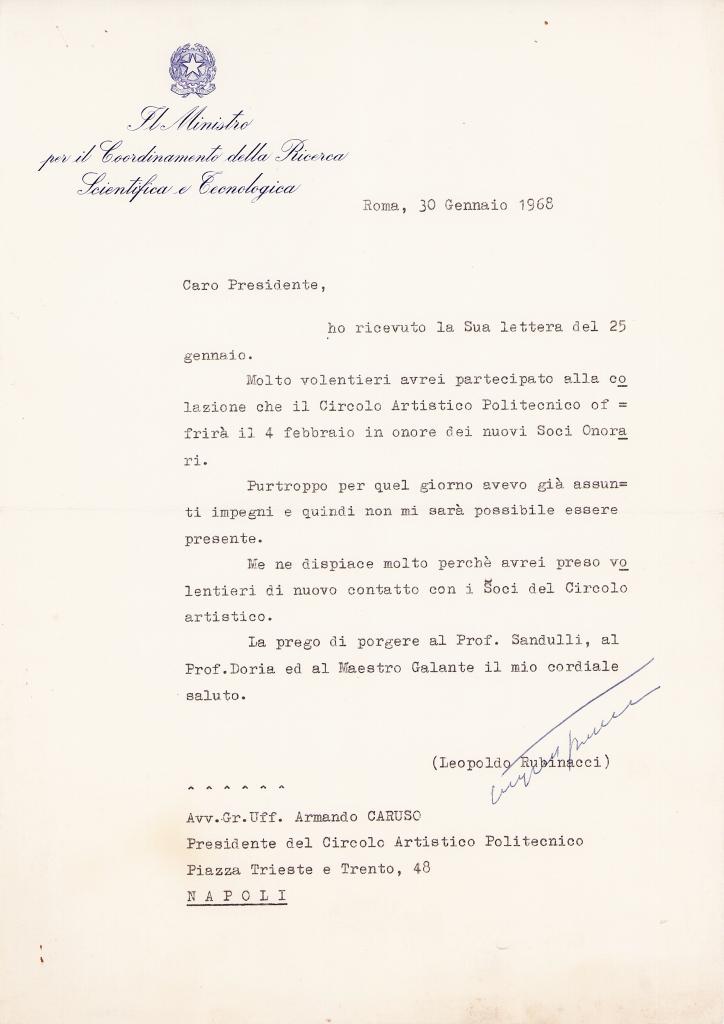 Il Ministro
per il Coordinamento della Ricerca
Scientifica e Tecnologica
Roma, 30 Gennaio 1968
Caro Presidente,
ho ricevuto la Sua lettera del 25
gennaio.
Molto volentieri avrei partecipato alla co
lazione che il Circolo Artistico Politecnico of =
frirà il 4 febbraio in onore dei nuovi Soci Onora
ri.
Purtroppo per quel giorno avevo già assun=
ti impegni e quindi non mi sarà possibile essere
presente.
Me ne dispiace molto perchè avrei preso vo
lentieri di nuovo contatto con i Soci del Circolo
artistico.
La prego di porgere al Prof. Sandulli, al
Prof.Doria ed al Maestro Galante il mio cordiale
saluto.
(Leopoldo Rubinacci)
Avv.Gr.Uff. Armando CARUSO
Presidente del Circolo Artistico Politecnico
Piazza Trieste e Trento, 48
N A P O L I